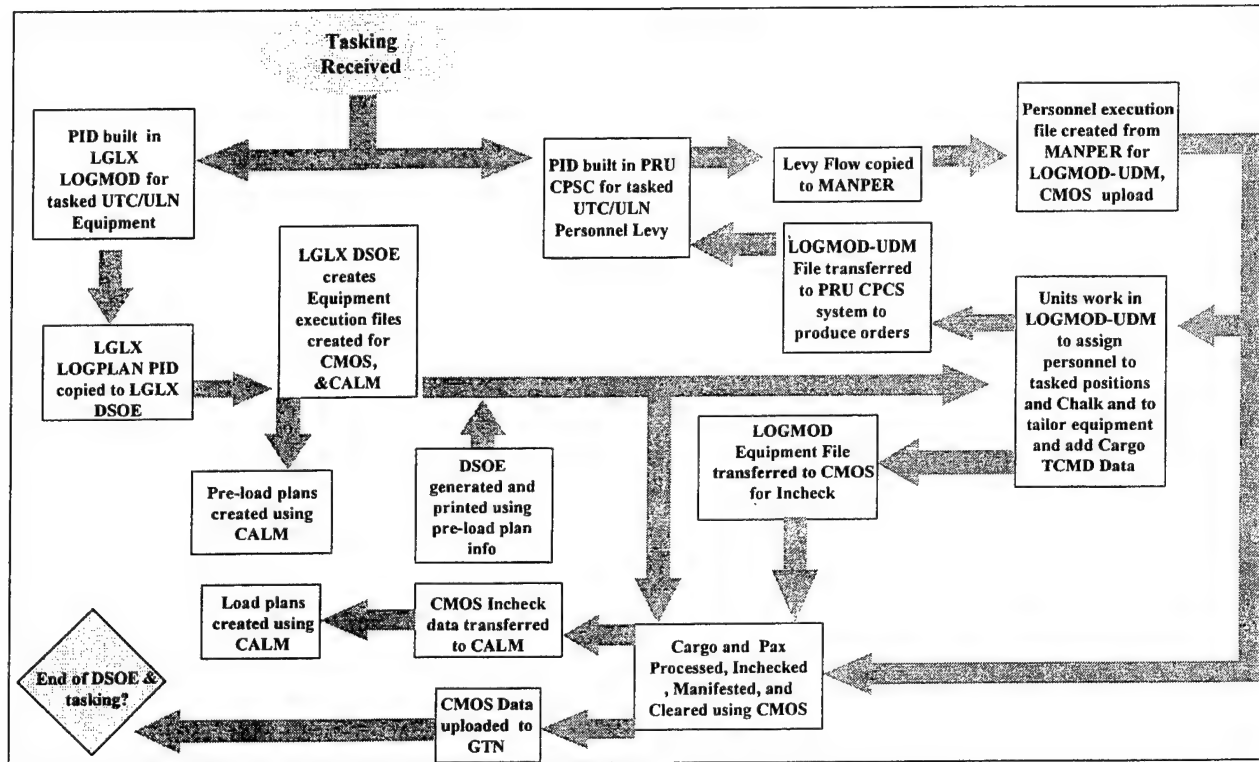 Tasking
Received
PID built in
LGLX
LOGMOD for
tasked UTC/ULN
Equipment
PID built in PRU
CPSC for tasked
UTC/ULN
Personnel Levy
Levy Flow copied
to MANPER
Personnel execution
file created from
MANPER for
LOGMOD-UDM,
CMOS upload
LGLX DSOE
creates
Equipment
execution files
created for
CMOS,
&CALM
LOGMOD-UDM
File transferred
to PRU CPCS
system to
produce orders
Units work in
LOGMOD-UDM
to assign
personnel to
tasked positions
and Chalk and to
tailor equipment
and add Cargo
TCMD Data
LGLX
LOGPLAN PID
copied to LGLX
DSOE
LOGMOD
Equipment File
transferred to CMOS
for Incheck
Pre-load plans
created using
CALM
DSOE
generated and
printed using
pre-load plan
info
Load plans
created using
CALM
CMOS Incheck
data transferred
to CALM
Cargo and Pax
Processed, Inchecked
, Manifested, and
Cleared using CMOS
End of DSOE &
tasking?
CMOS Data
uploaded to
GTN